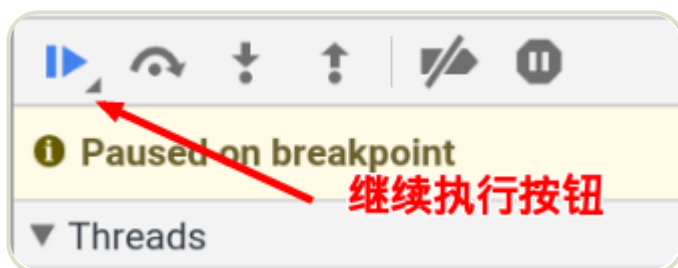 Paused on breakpoint
继续执行按钮
Threads